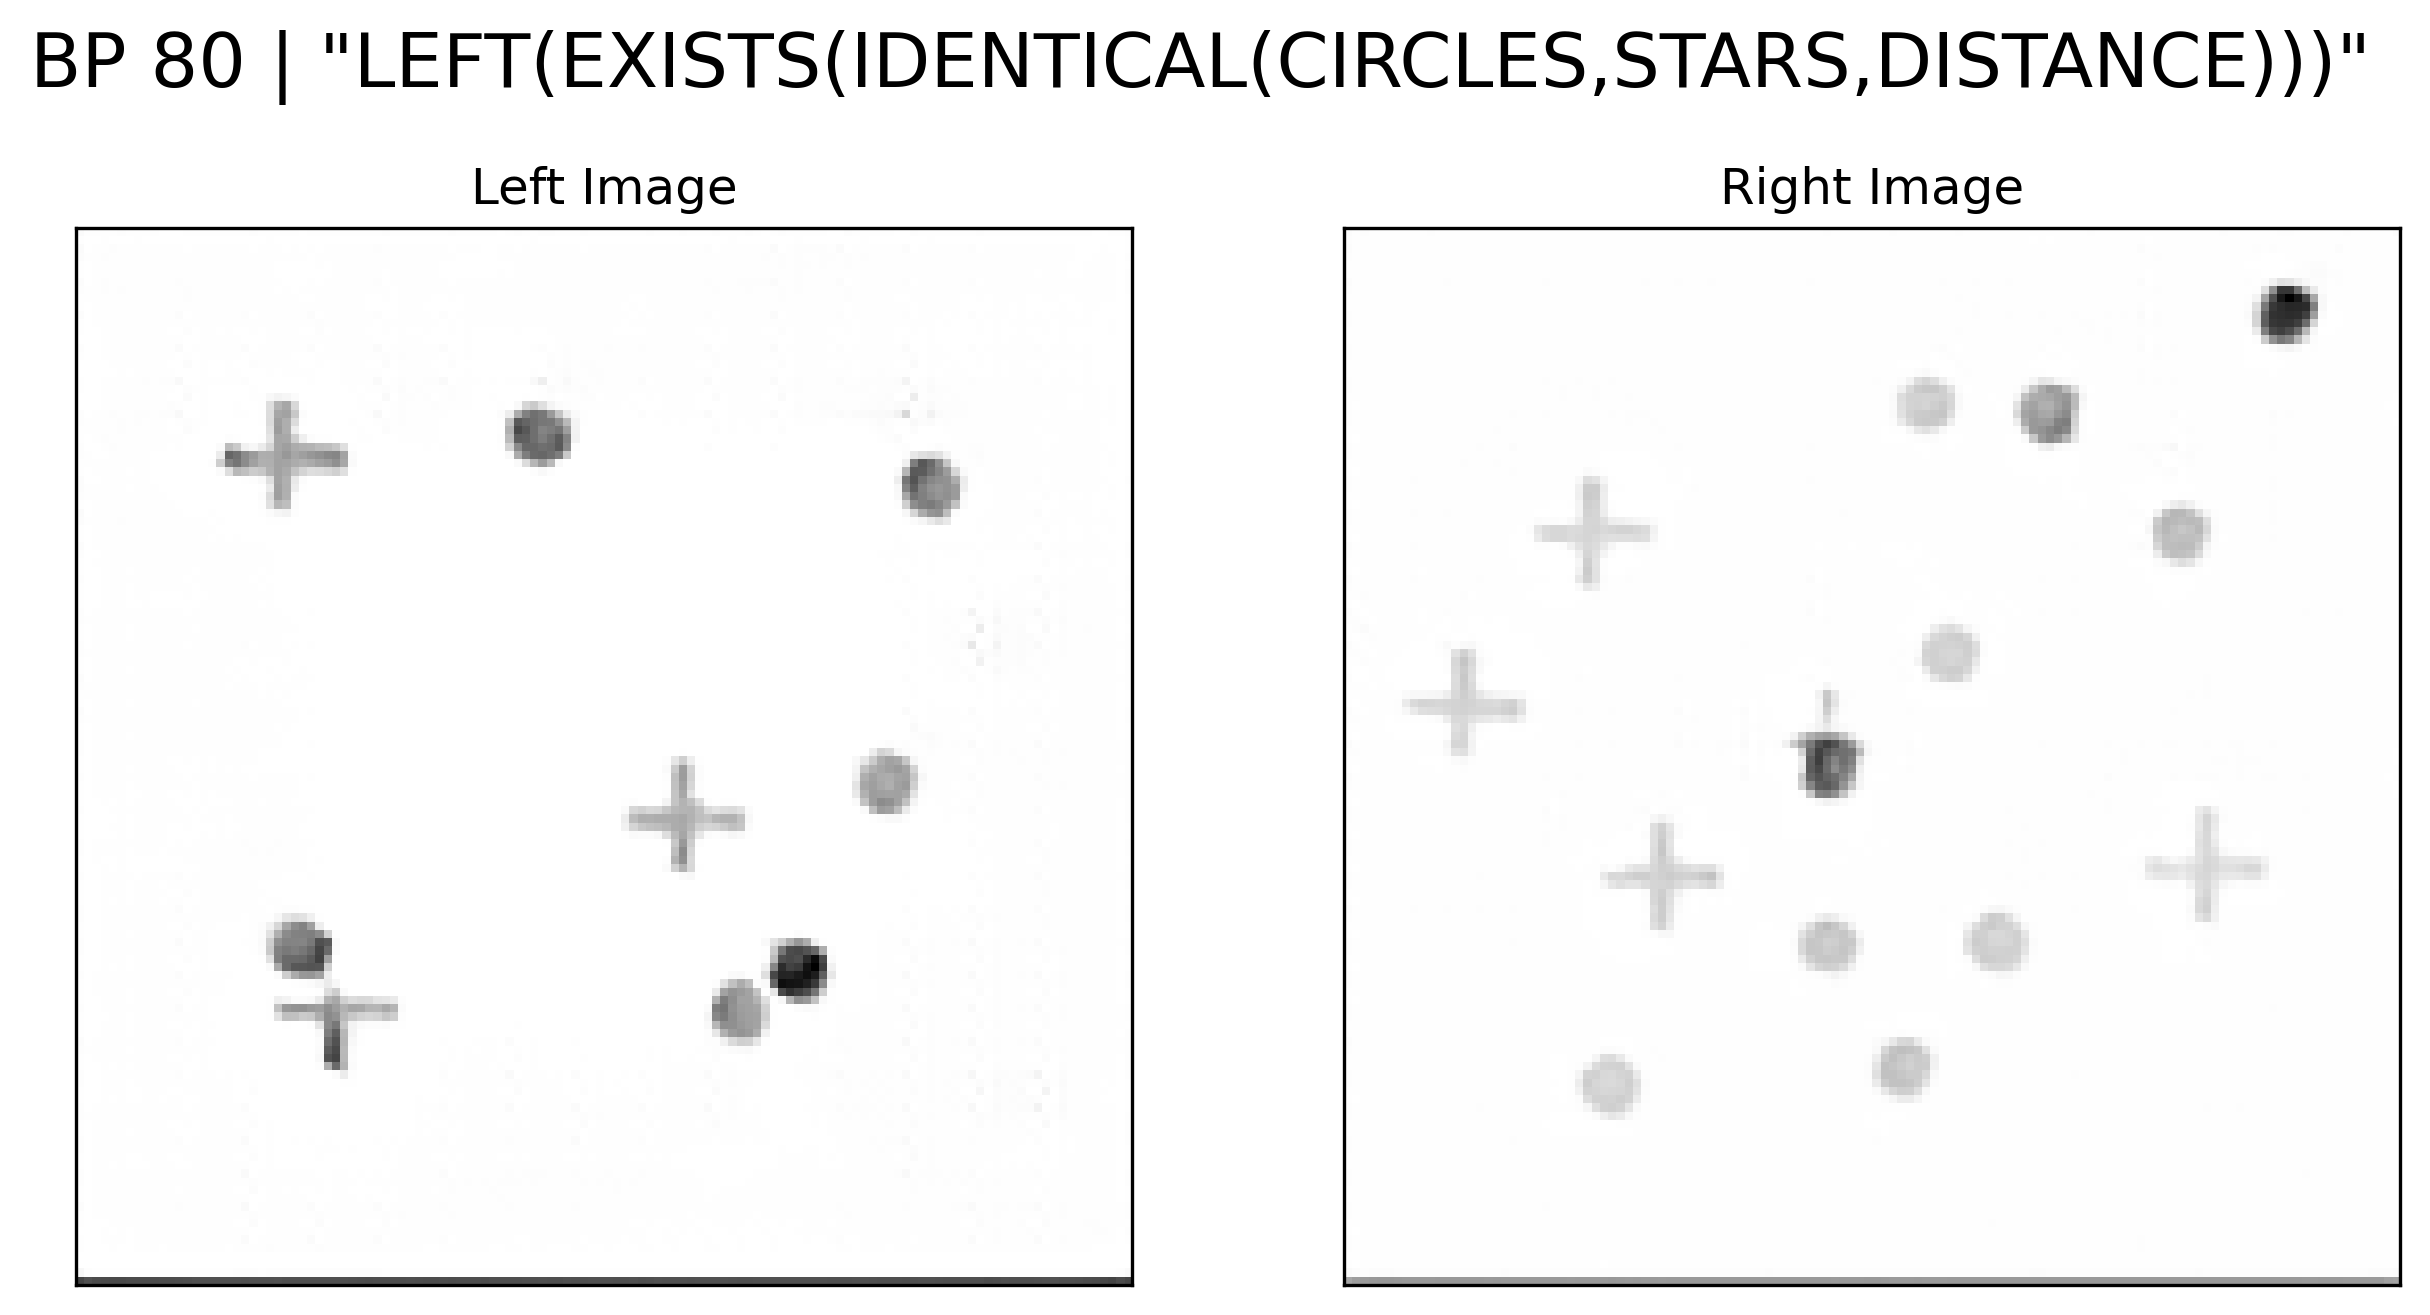 BP 80 | "LEFT(EXISTS(IDENTICAL(CIRCLES,STARS,DISTANCE)))"
Left Image
Right Image